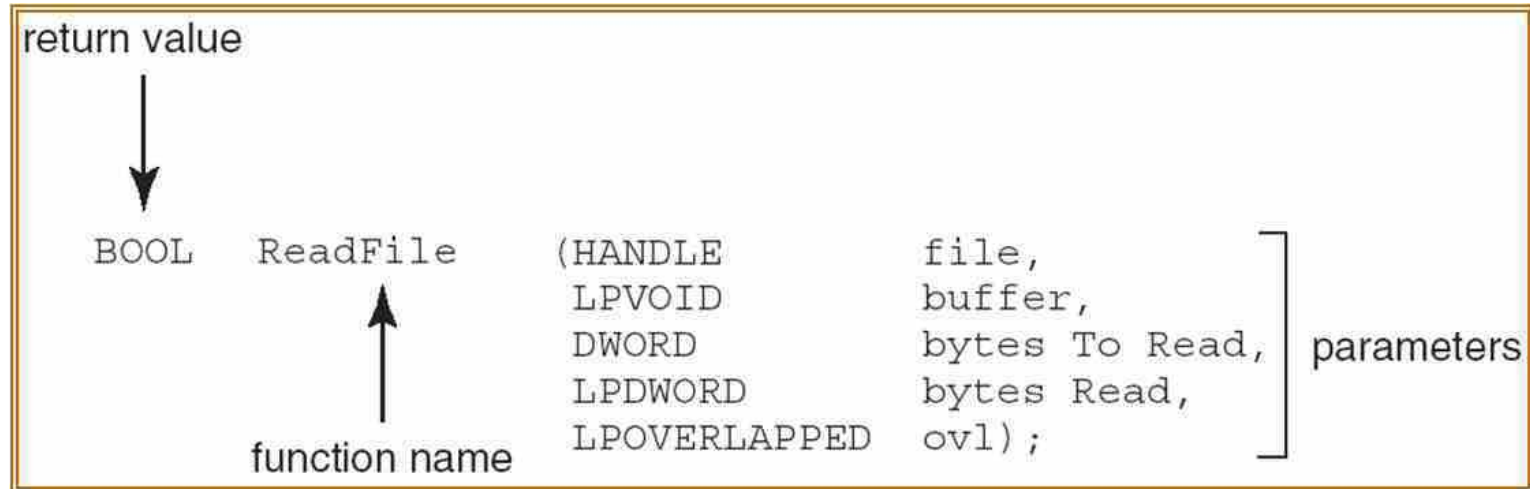 return value
BOOL ReadFile (HANDLE file,
LPVOID buffer,
DWORD bytes To Read,
parameters
LPDWORD bytes Read,
LPOVERLAPPED ovl);
function name